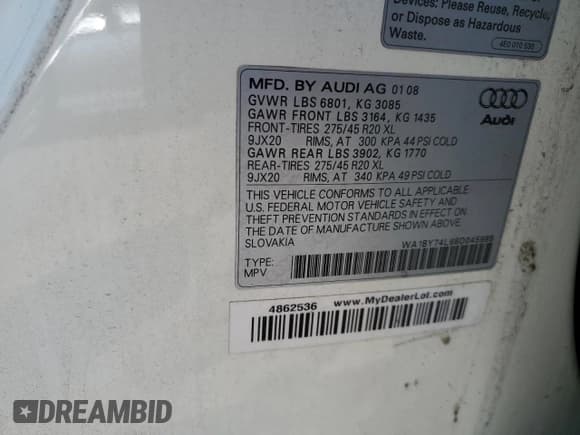 Devices: Please Reuse, Recycle,
or Dispose as Hazardous
Waste.
4E0 010 530
MFD. BY AUDI AG 01 08
GVWR LBS 6801, KG 3085
GAWR FRONT LBS 3164, KG 1435
FRONT-TIRES 275/45 R20 XL
9JX20 RIMS, AT 300 KPA 44 PSI COLD
GAWR REAR LBS 3902, KG 1770
REAR-TIRES 275/45 R20 XL
9JX20 RIMS, AT 340 KPA 49 PSI COLD
Audi
THIS VEHICLE CONFORMS TO ALL APPLICABLE
U.S. FEDERAL MOTOR VEHICLE SAFETY AND
THEFT PREVENTION STANDARDS IN EFFECT ON
THE DATE OF MANUFACTURE SHOWN ABOVE
SLOVAKIA
TYPE:
MPV
4862536 www.MyDealerLot.com
DREAMBID